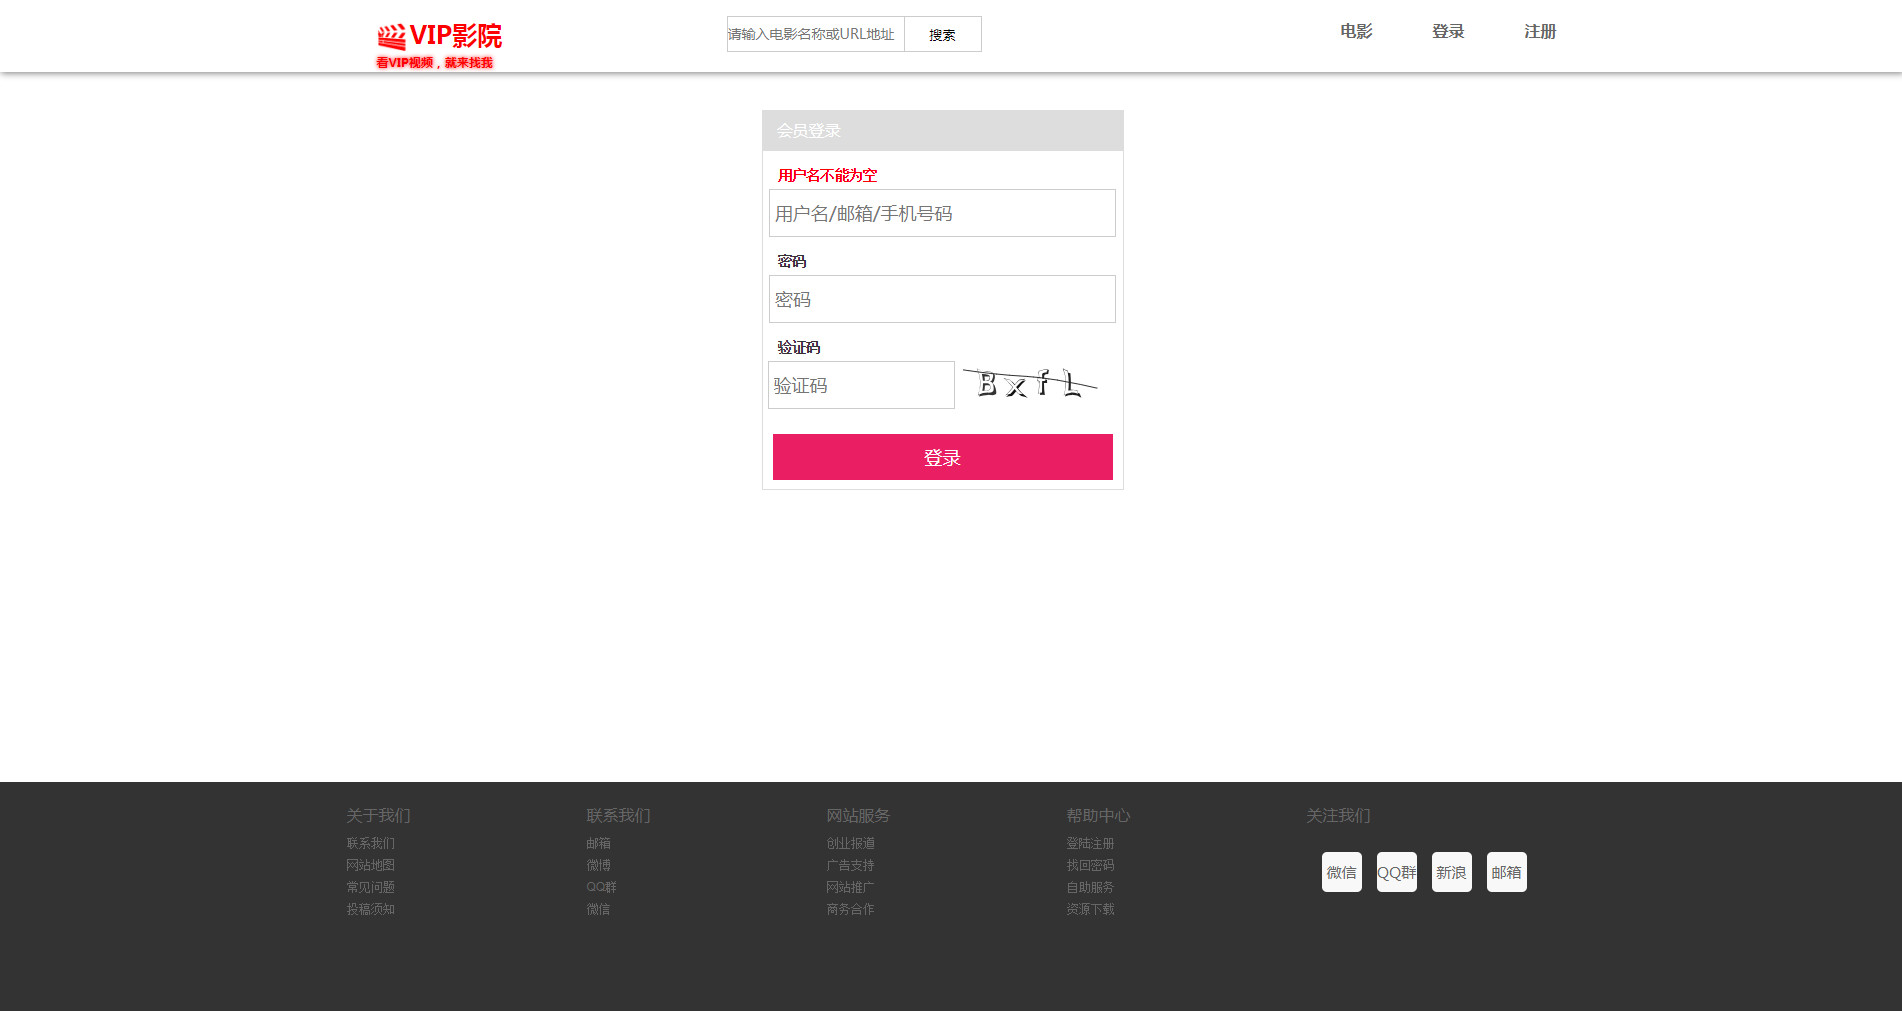 VIP影院
看VIP视频，就来找我
请输入电影名称或URL地址
搜索
电影
登录
注册
会员登录
用户名不能为空
用户名/邮箱/手机号码
密码
密码
验证码
验证码
BxfL
登录
关于我们
联系我们
网站地图
常见问题
投稿须知
联系我们
邮箱
微博
QQ群
微信
网站服务
创业报道
广告支持
网站推广
商务合作
帮助中心
登陆注册
找回密码
自助服务
资源下载
关注我们
微信
QQ群
新浪
邮箱